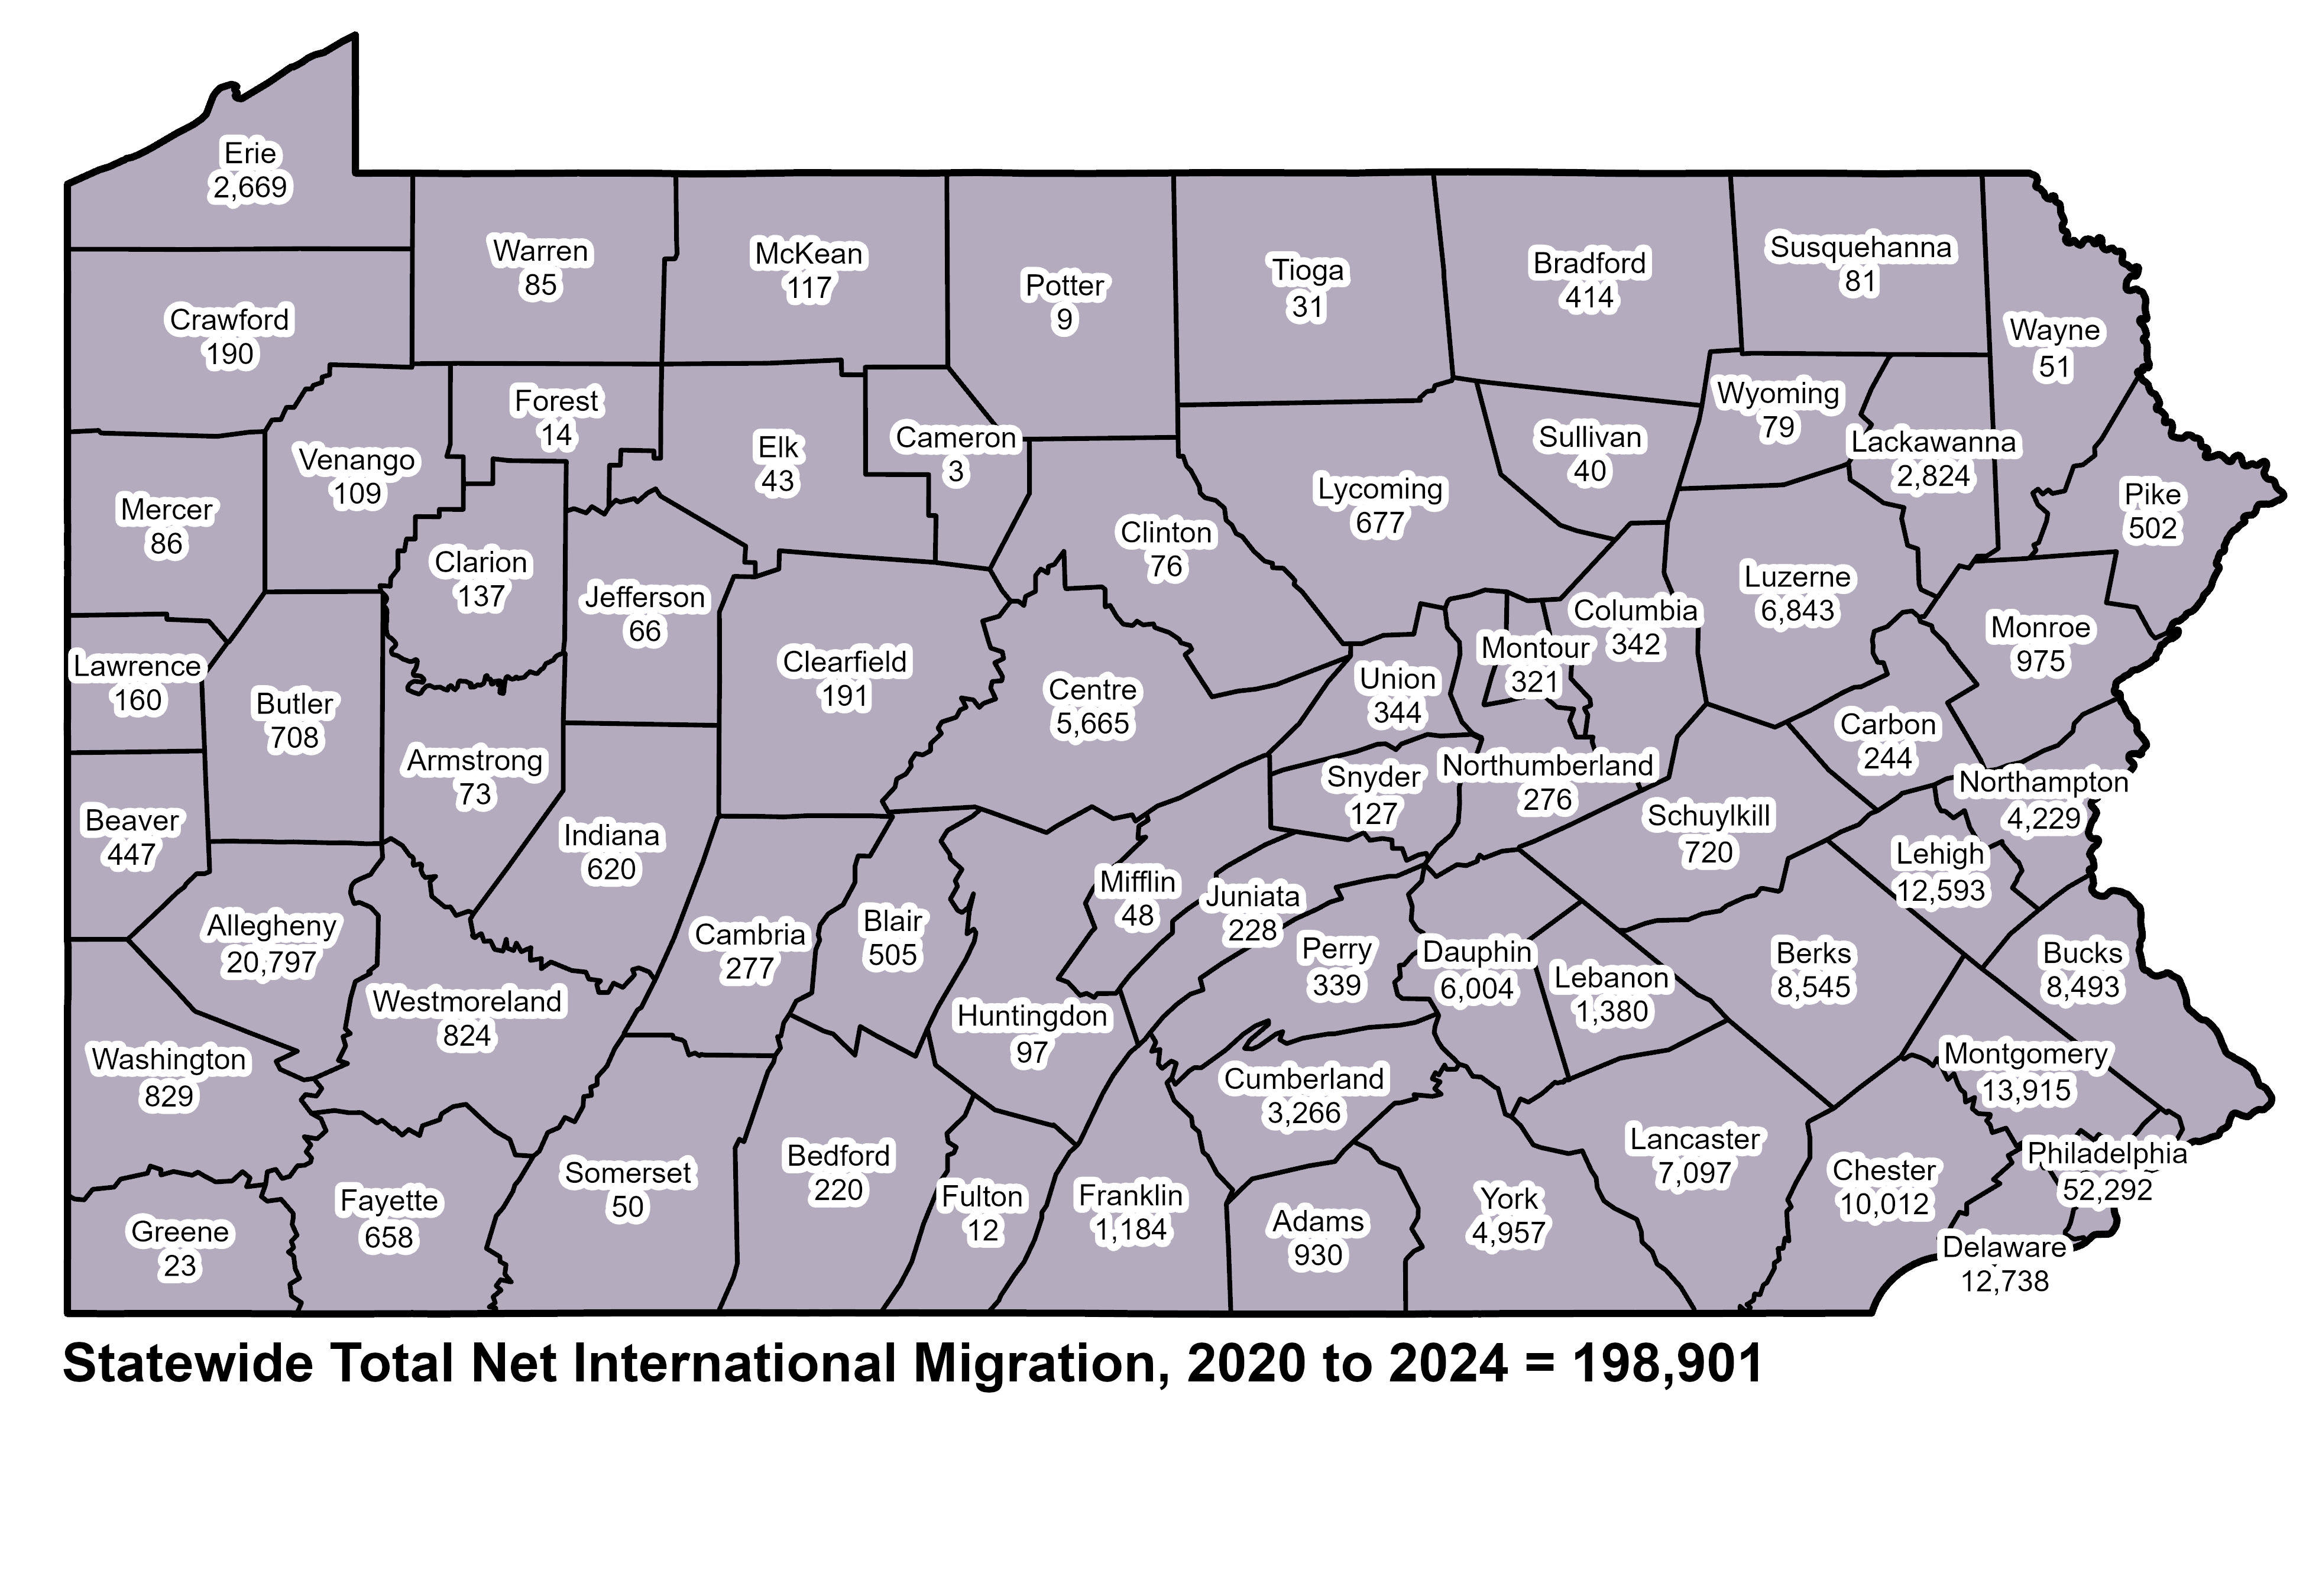 Erie
2,669
Warren
85
McKean
117
Potter
9
Tioga
31
Bradford
414
Susquehanna
81
Wayne
51
Crawford
190
Forest
14
Elk
43
Cameron
3
Sullivan
40
Wyoming
79
Lackawanna
2,824
Pike
502
Venango
109
Mercer
86
Clarion
137
Jefferson
66
Clinton
76
Lycoming
677
Columbia
342
Luzerne
6,843
Monroe
975
Lawrence
160
Butler
708
Clearfield
191
Centre
5,665
Union
344
Montour
321
Carbon
244
Armstrong
73
Snyder
127
Northumberland
276
Schuylkill
720
Northampton
4,229
Beaver
447
Indiana
620
Lehigh
12,593
Allegheny
20,797
Cambria
277
Blair
505
Mifflin
48
Juniata
228
Perry
339
Dauphin
6,004
Lebanon
1,380
Berks
8,545
Bucks
8,493
Westmoreland
824
Huntingdon
97
Washington
829
Cumberland
3,266
Montgomery
13,915
Lancaster
7,097
Philadelphia
52,292
Chester
10,012
Greene
23
Fayette
658
Somerset
50
Bedford
220
Fulton
12
Franklin
1,184
Adams
930
York
4,957
Delaware
12,738
Statewide Total Net International Migration, 2020 to 2024 = 198,901